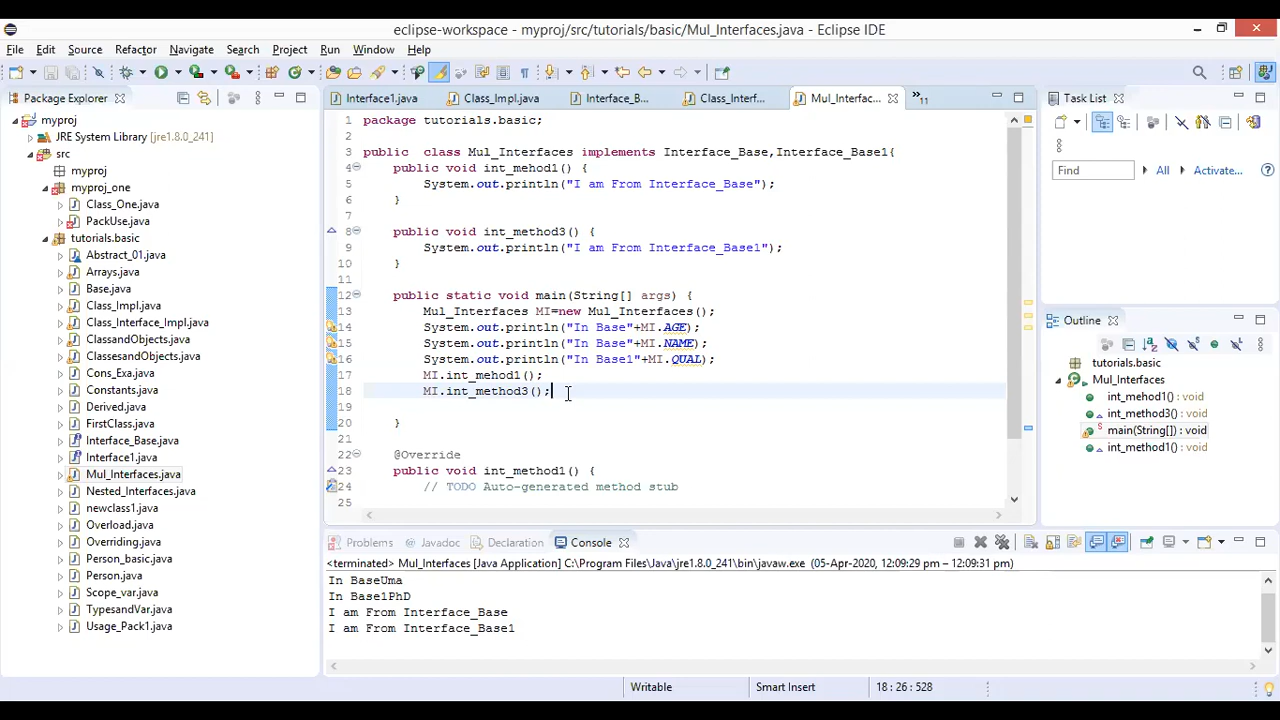 eclipse-workspace - myproj/src/tutorials/basic/Mul_Interfaces.java - Eclipse IDE
File Edit Source Refactor Navigate Search Project Run Window Help
Package Explorer
myproj
JRE System Library [jre1.8.0_241]
src
myproj
myproj_one
Class_One.java
PackUse.java
tutorials.basic
Abstract_01.java
Arrays.java
Base.java
Class_Impl.java
Class_Interface_Impl.java
ClassandObjects.java
ClassesandObjects.java
Cons_Exa.java
Constants.java
Derived.java
FirstClass.java
Interface_Base.java
Interface1.java
Mul_Interfaces.java
Nested_Interfaces.java
newclass1.java
Overload.java
Overriding.java
Person_basic.java
Person.java
Scope_var.java
TypesandVar.java
Usage_Pack1.java
Interface1.java Class_Impl.java Interface_B... Class_Interf... Mul_Interfac... »11
1 package tutorials.basic;
2
3 public class Mul_Interfaces implements Interface_Base,Interface_Base1{
4 public void int_mehod1() {
5 System.out.println("I am From Interface_Base");
6 }
7
8 public void int_method3() {
9 System.out.println("I am From Interface_Base1");
10 }
11
12 public static void main(String[] args) {
13 Mul_Interfaces MI=new Mul_Interfaces();
14 System.out.println("In Base"+MI.AGE);
15 System.out.println("In Base"+MI.NAME);
16 System.out.println("In Base1"+MI.QUAL);
17 MI.int_mehod1();
18 MI.int_method3();
19
20 }
21
22 @Override
23 public void int_method1() {
24 // TODO Auto-generated method stub
25
Task List
Find All Activate...
Outline
tutorials.basic
Mul_Interfaces
int_mehod1() : void
int_method3() : void
main(String[]) : void
int_method1() : void
Problems Javadoc Declaration Console
<terminated> Mul_Interfaces [Java Application] C:\Program Files\Java\jre1.8.0_241\bin\javaw.exe (05-Apr-2020, 12:09:29 pm – 12:09:31 pm)
In BaseUma
In Base1PhD
I am From Interface_Base
I am From Interface_Base1
Writable Smart Insert 18 : 26 : 528